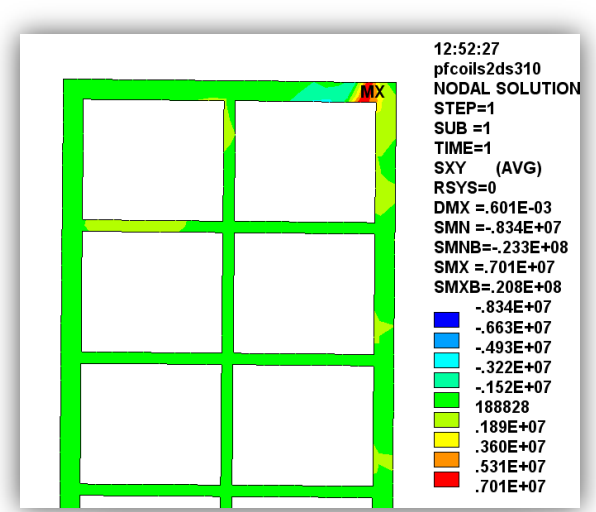 12:52:27
pfcoils2ds310
NODAL SOLUTION
STEP=1
SUB =1
TIME=1
SXY (AVG)
RSYS=0
DMX =.601E-03
SMN =-.834E+07
SMNB=-.233E+08
SMX =.701E+07
SMXB=.208E+08
-.834E+07
-.663E+07
-.493E+07
-.322E+07
-.152E+07
188828
.189E+07
.360E+07
.531E+07
.701E+07
MX